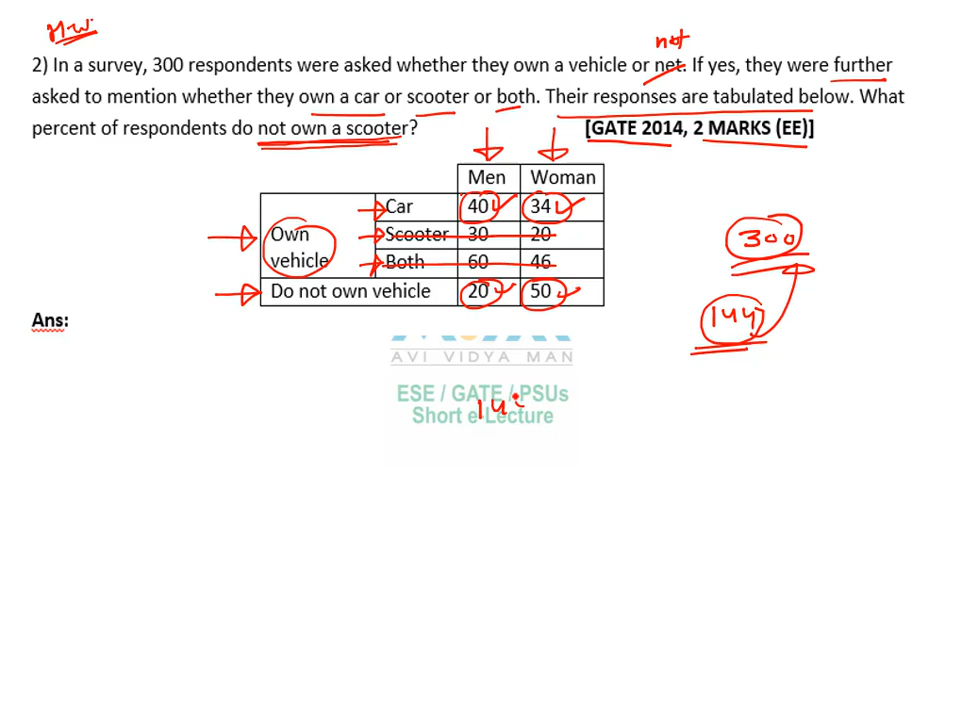 H.W.
not
2) In a survey, 300 respondents were asked whether they own a vehicle or net. If yes, they were further
asked to mention whether they own a car or scooter or both. Their responses are tabulated below. What
percent of respondents do not own a scooter? [GATE 2014, 2 MARKS (EE)]
Men Woman
Own vehicle
Car 40 34
Scooter 30 20
Both 60 46
Do not own vehicle 20 50
300
144
Ans:
AVI VIDYA MAN
ESE / GATE / PSUs
Short e-Lecture